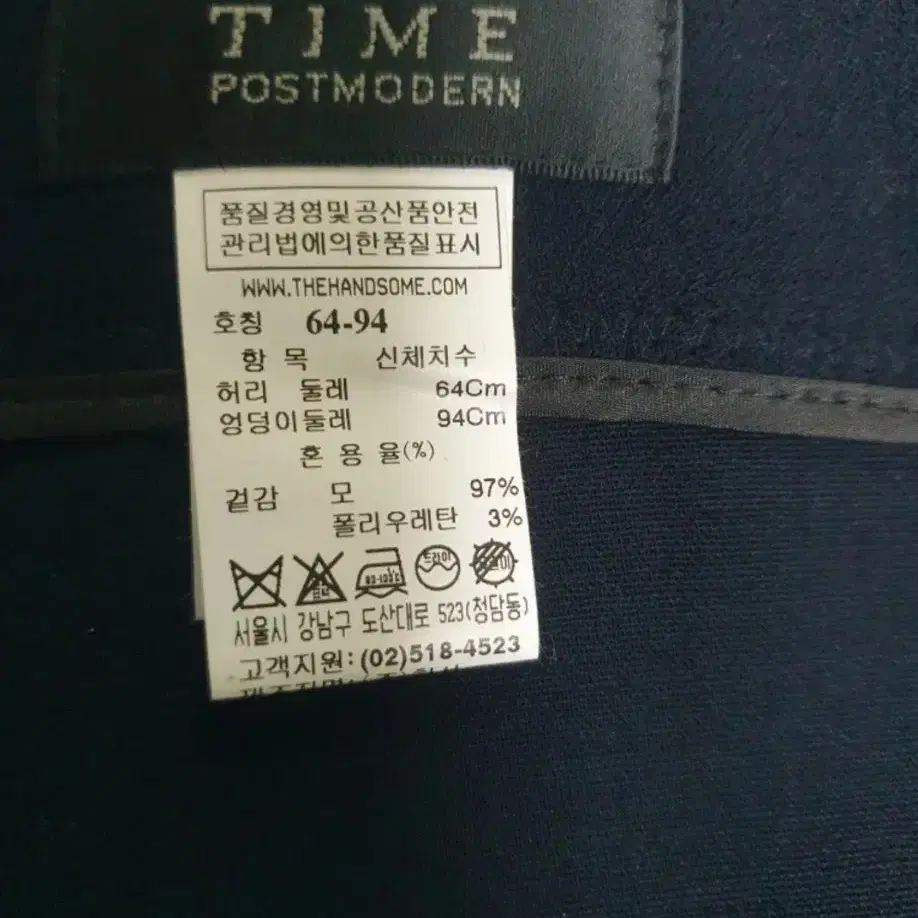 TIME
POSTMODERN
품질경영및공산품안전
관리법에의한품질표시
WWW.THEHANDSOME.COM
호칭 64-94
항 목 신체치수
허리 둘레 64Cm
엉덩이둘레 94Cm
혼 용 율(%)
겉감 모 97%
폴리우레탄 3%
드라이
서울시 강남구 도산대로 523(청담동)
고객지원: (02)518-4523